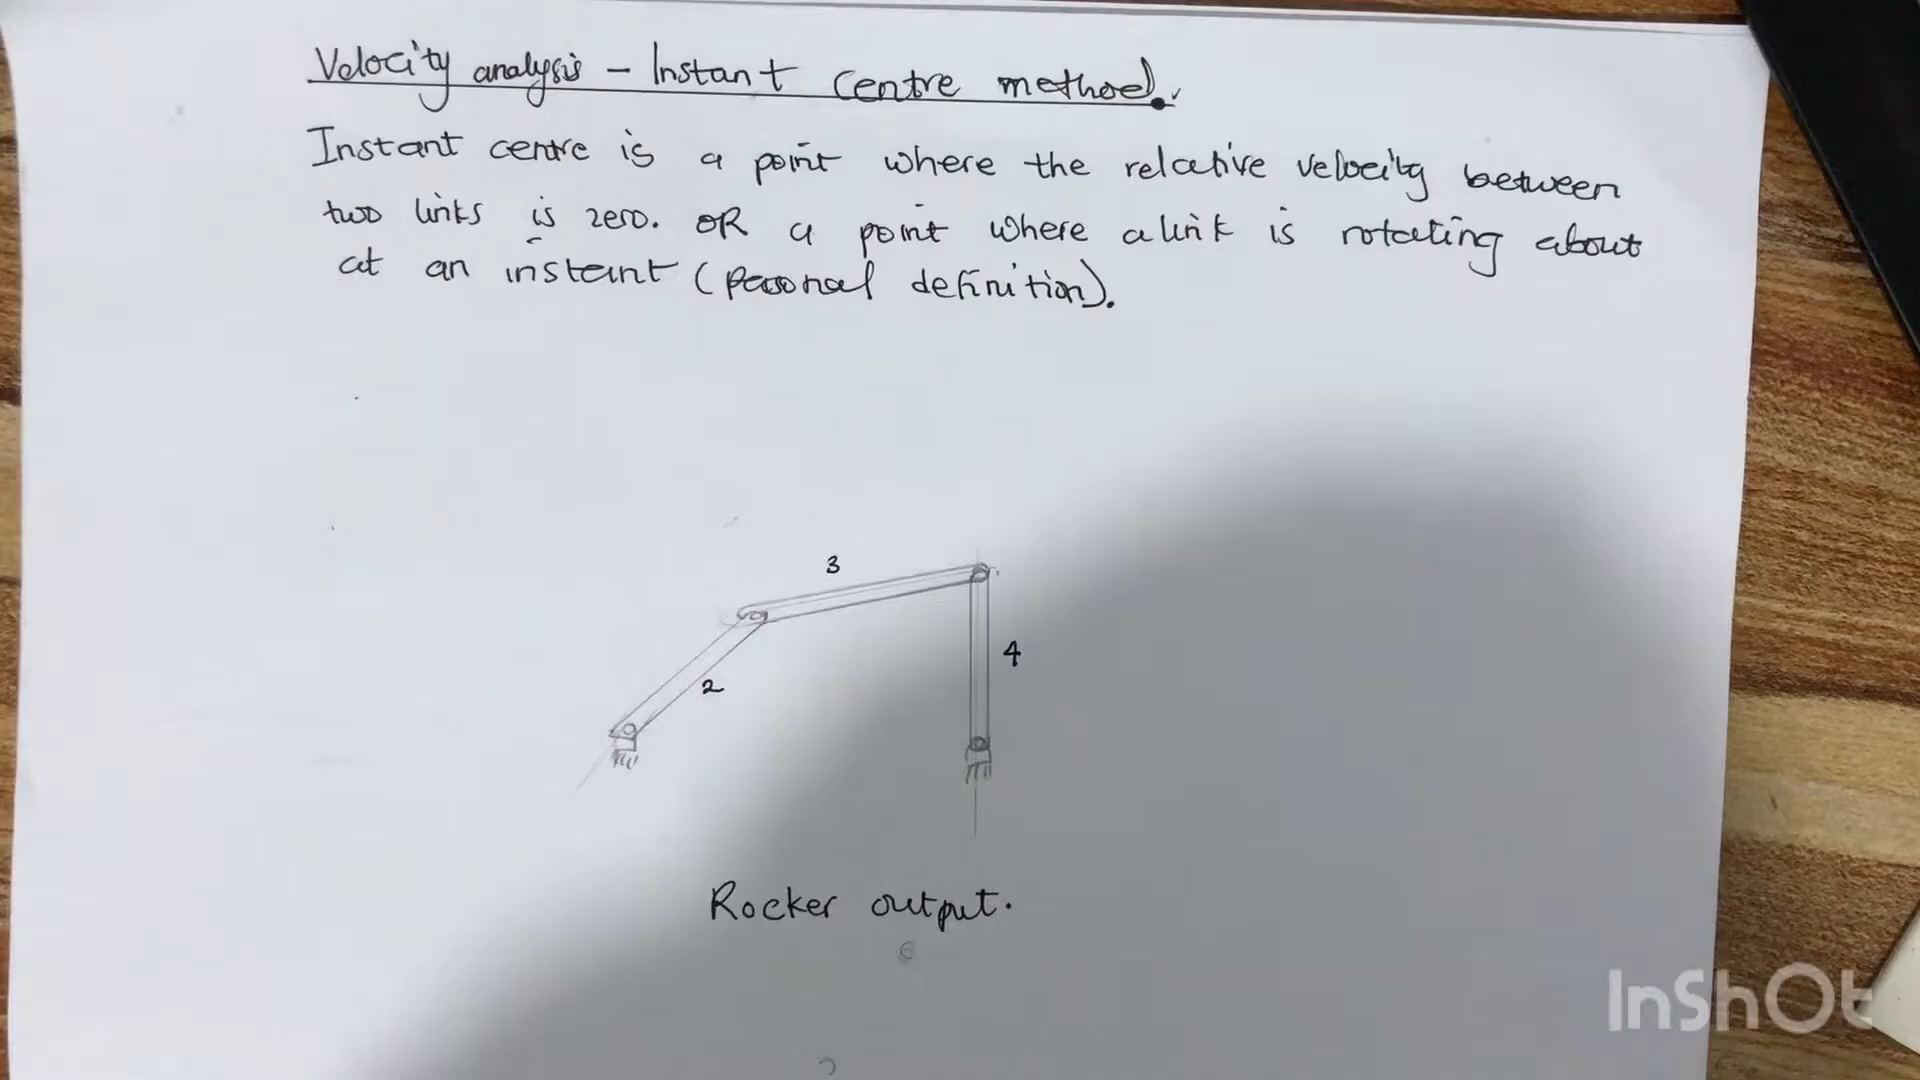 Velocity analysis - Instant Centre method.
Instant centre is a point where the relative velocity between
two links is zero. OR a point where a link is rotating about
at an instant (personal definition).
3
4
2
Rocker output.
InShOt